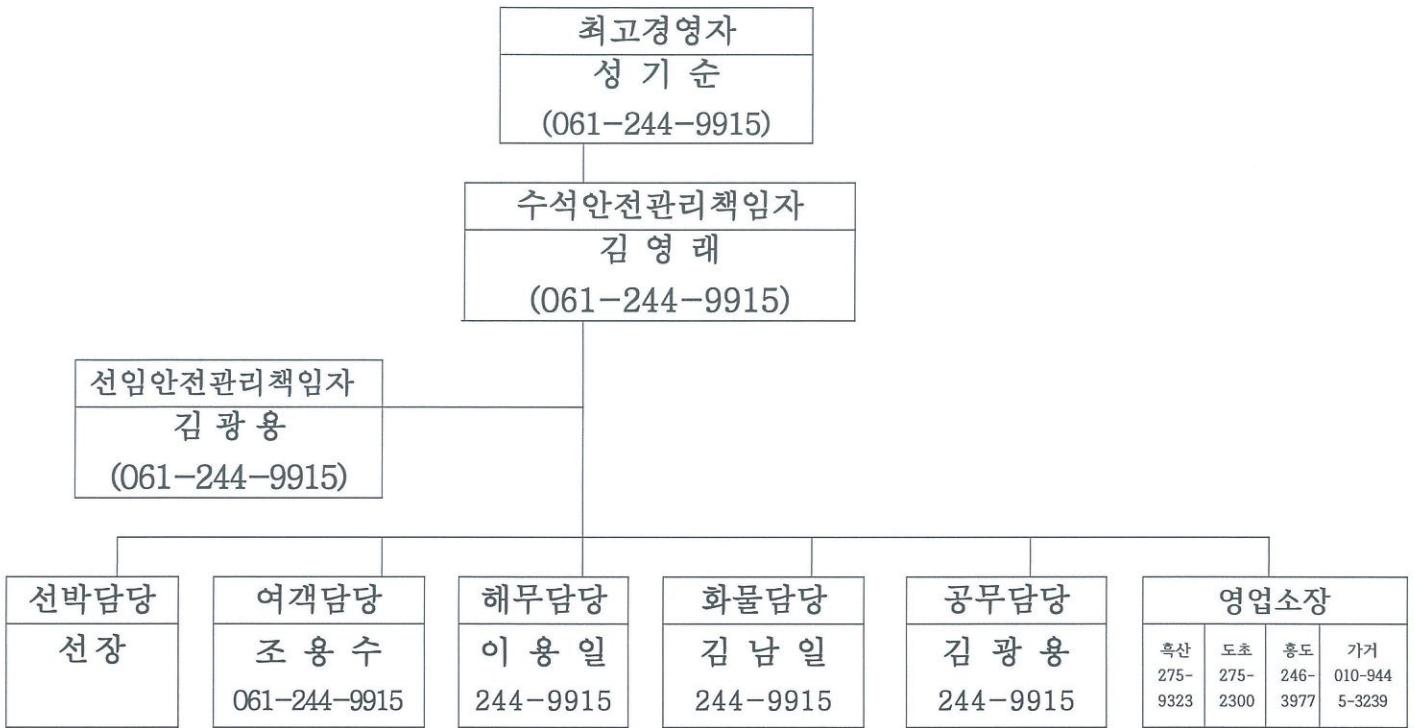 최고경영자
성 기 순
(061-244-9915)
수석안전관리책임자
김 영 래
(061-244-9915)
선임안전관리책임자
김 광 용
(061-244-9915)
선박담당
선장
여객담당
조 용 수
061-244-9915
해무담당
이 용 일
244-9915
화물담당
김 남 일
244-9915
공무담당
김 광 용
244-9915
영업소장
흑산
275-
9323
도초
275-
2300
홍도
246-
3977
가거
010-944
5-3239